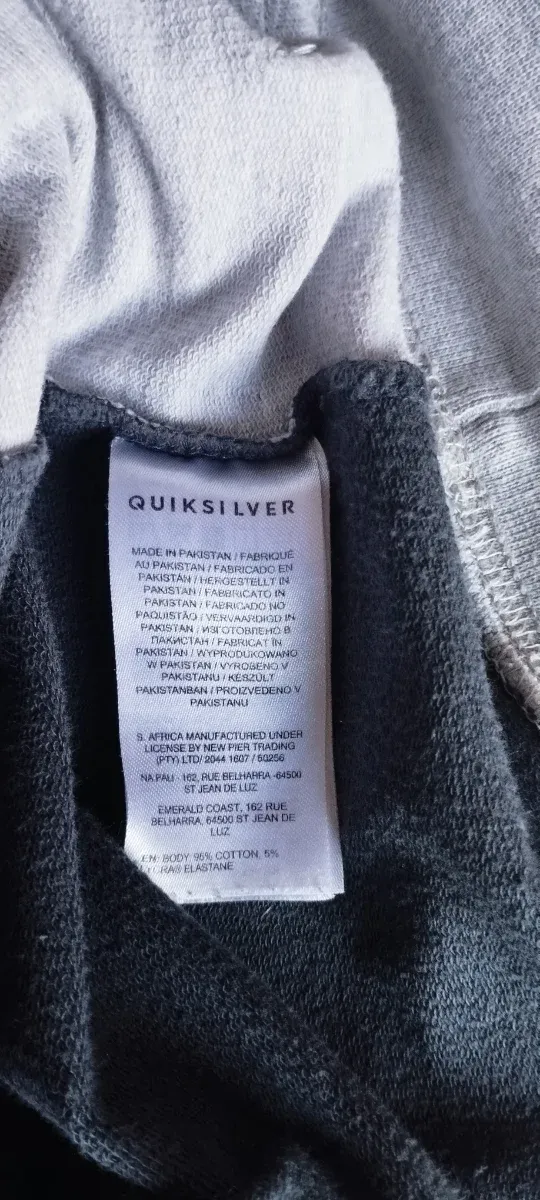 QUIKSILVER
MADE IN PAKISTAN / FABRIQUÉ
AU PAKISTAN / FABRICADO EN
PAKISTÁN / HERGESTELLT IN
PAKISTAN / FABBRICATO IN
PAKISTAN / FABRICADO NO
PAQUISTÃO / VERVAARDIGD IN
PAKISTAN / ИЗГОТОВЛЕНО В
ПАКИСТАН / FABRICAT ÎN
PAKISTAN / WYPRODUKOWANO
W PAKISTAN / VYROBENO V
PAKISTANU / KÉSZÜLT
PAKISTANBAN / PROIZVEDENO V
PAKISTANU
S. AFRICA MANUFACTURED UNDER
LICENSE BY NEW PIER TRADING
(PTY) LTD/ 2044 1607 / 50256
NA PALI - 162, RUE BELHARRA -64500
ST JEAN DE LUZ
EMERALD COAST, 162 RUE
BELHARRA, 64500 ST JEAN DE
LUZ
EN: BODY 95% COTTON, 5%
LYCRA® ELASTANE